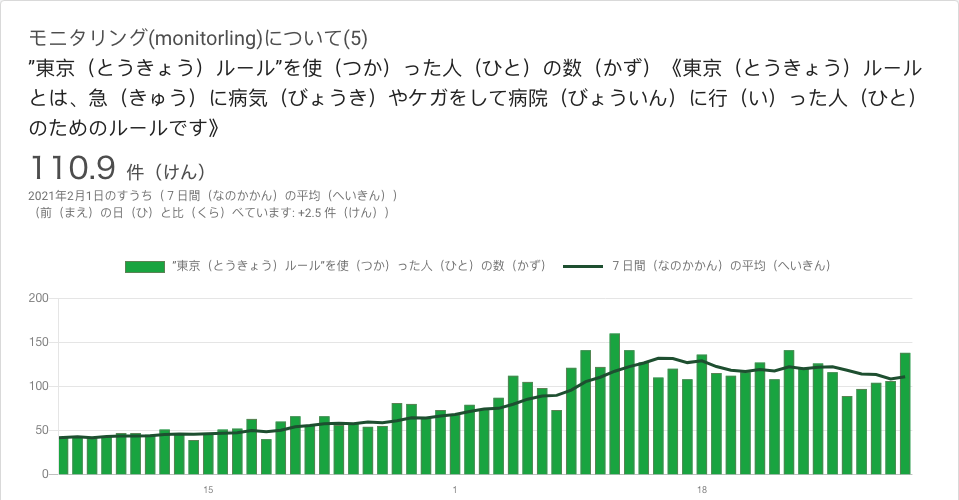 モニタリング(monitorling)について(5)
”東京（とうきょう）ルール”を使（つか）った人（ひと）の数（かず）《東京（とうきょう）ルール
とは、急（きゅう）に病気（びょうき）やケガをして病院（びょういん）に行（い）った人（ひと）
のためのルールです》
110.9 件（けん）
2021年2月1日のすうち（７日間（なのかかん）の平均（へいきん））
（前（まえ）の日（ひ）と比（くら）べています: +2.5 件（けん））
”東京（とうきょう）ルール”を使（つか）った人（ひと）の数（かず） ７日間（なのかかん）の平均（へいきん）
200
150
100
50
0
15 1 18